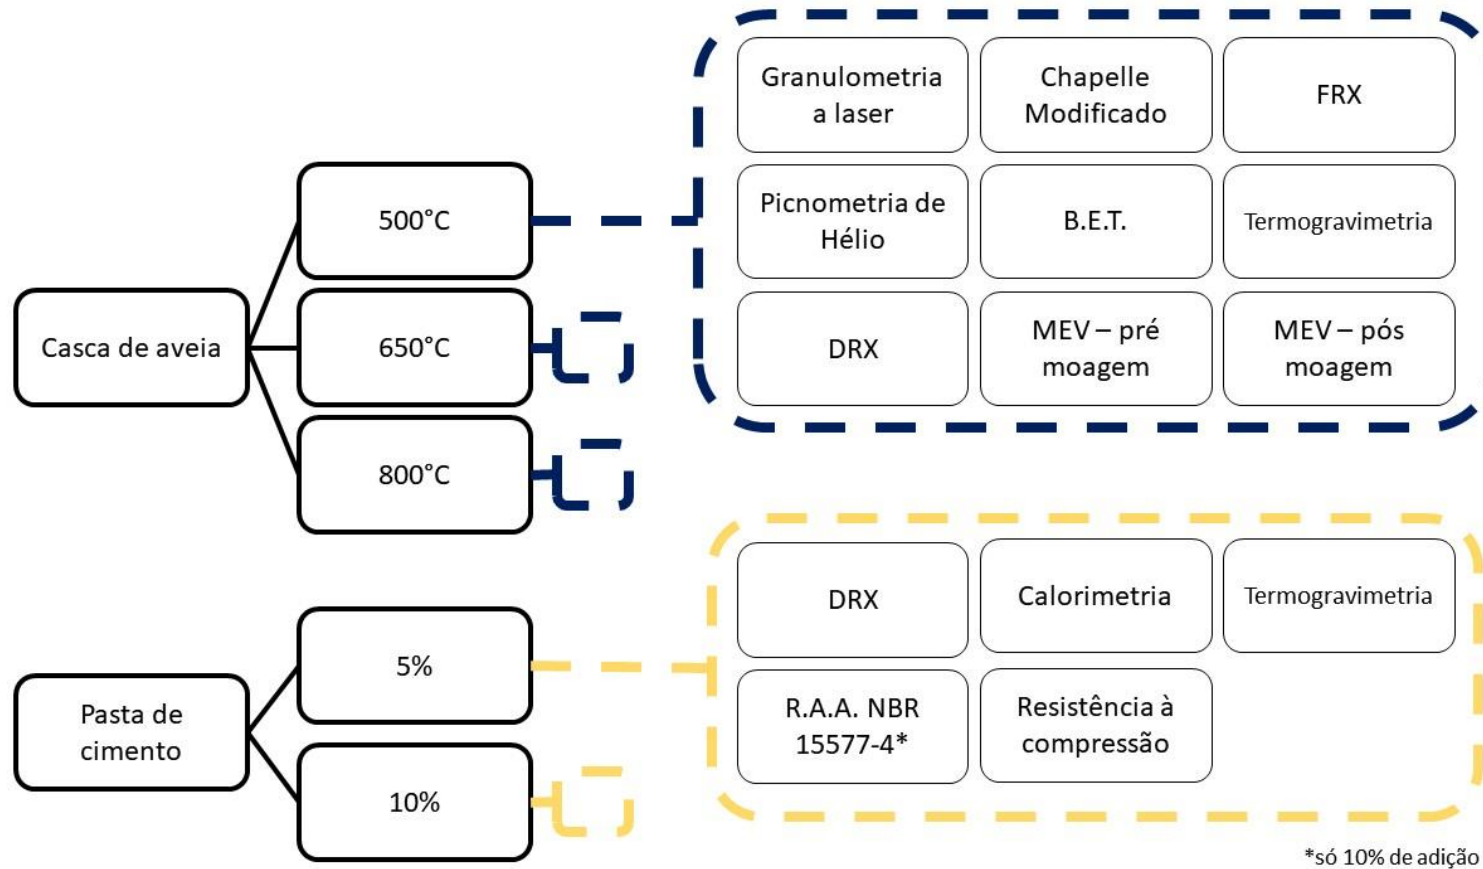 Casca de aveia
500°C
650°C
800°C
Granulometria
a laser
Chapelle
Modificado
FRX
Picnometria de
Hélio
B.E.T.
Termogravimetria
DRX
MEV – pré
moagem
MEV – pós
moagem
Pasta de
cimento
5%
10%
DRX
Calorimetria
Termogravimetria
R.A.A. NBR
15577-4*
Resistência à
compressão
*só 10% de adição